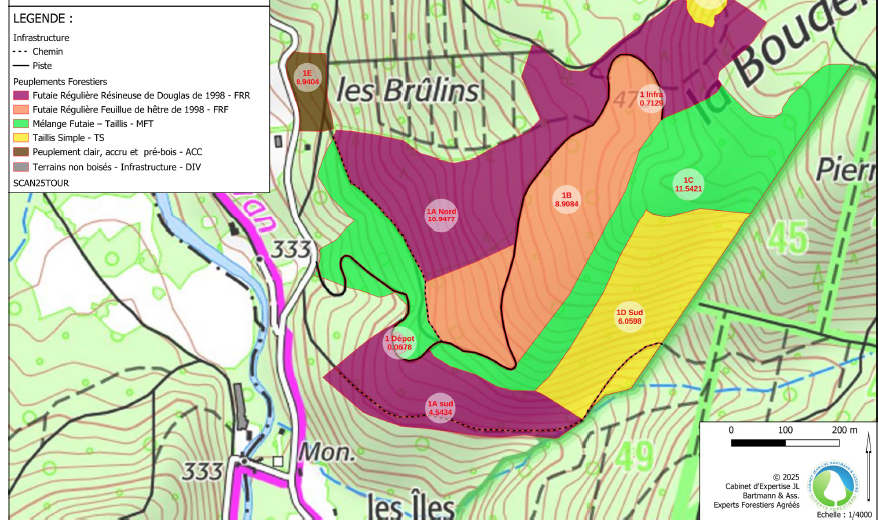 LEGENDE :
Infrastructure
Chemin
Piste
Peuplements Forestiers
Futaie Régulière Résineuse de Douglas de 1998 - FRR
Futaie Régulière Feuillue de hêtre de 1998 - FRF
Mélange Futaie – Taillis - MFT
Taillis Simple - TS
Peuplement clair, accru et pré-bois - ACC
Terrains non boisés - Infrastructure - DIV
SCAN25TOUR
1E
0.9404
les Brûlins
47
1 Infra
0.7129
la Bouder
Pierr
1C
11.5421
1B
8.9084
1A Nord
10.9477
45
333
1D Sud
6.0598
1 Dépot
0.0678
1A sud
4.5434
Mon.
333
49
les Îles
0 100 200 m
© 2025
Cabinet d'Expertise JL
Bartmann & Ass.
Experts Forestiers Agréés
Echelle : 1/4000